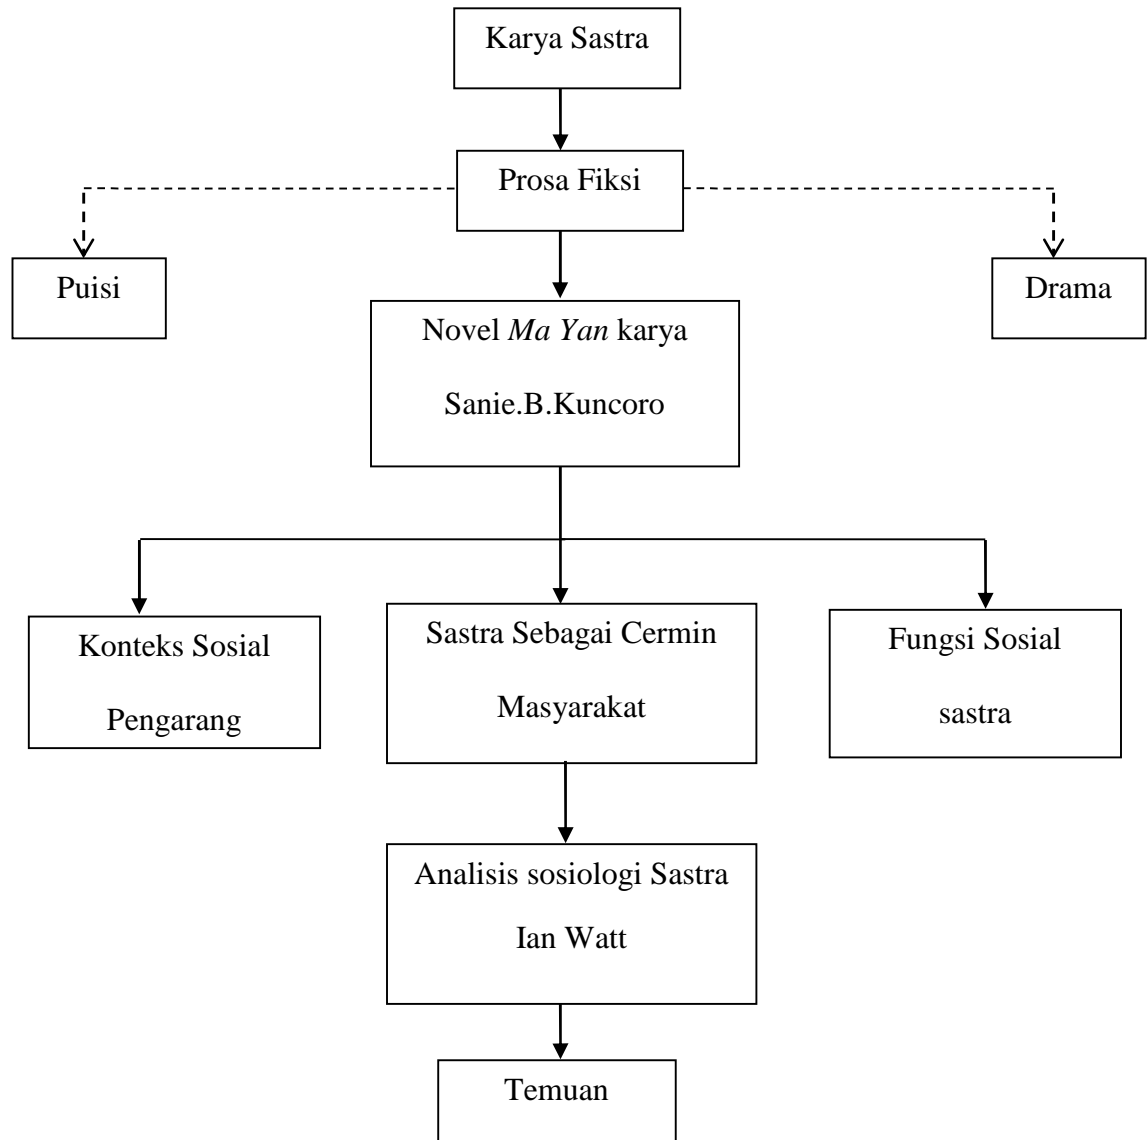 Karya Sastra
Prosa Fiksi
Puisi
Drama
Novel Ma Yan karya
Sanie.B.Kuncoro
Konteks Sosial
Pengarang
Sastra Sebagai Cermin
Masyarakat
Fungsi Sosial
sastra
Analisis sosiologi Sastra
Ian Watt
Temuan